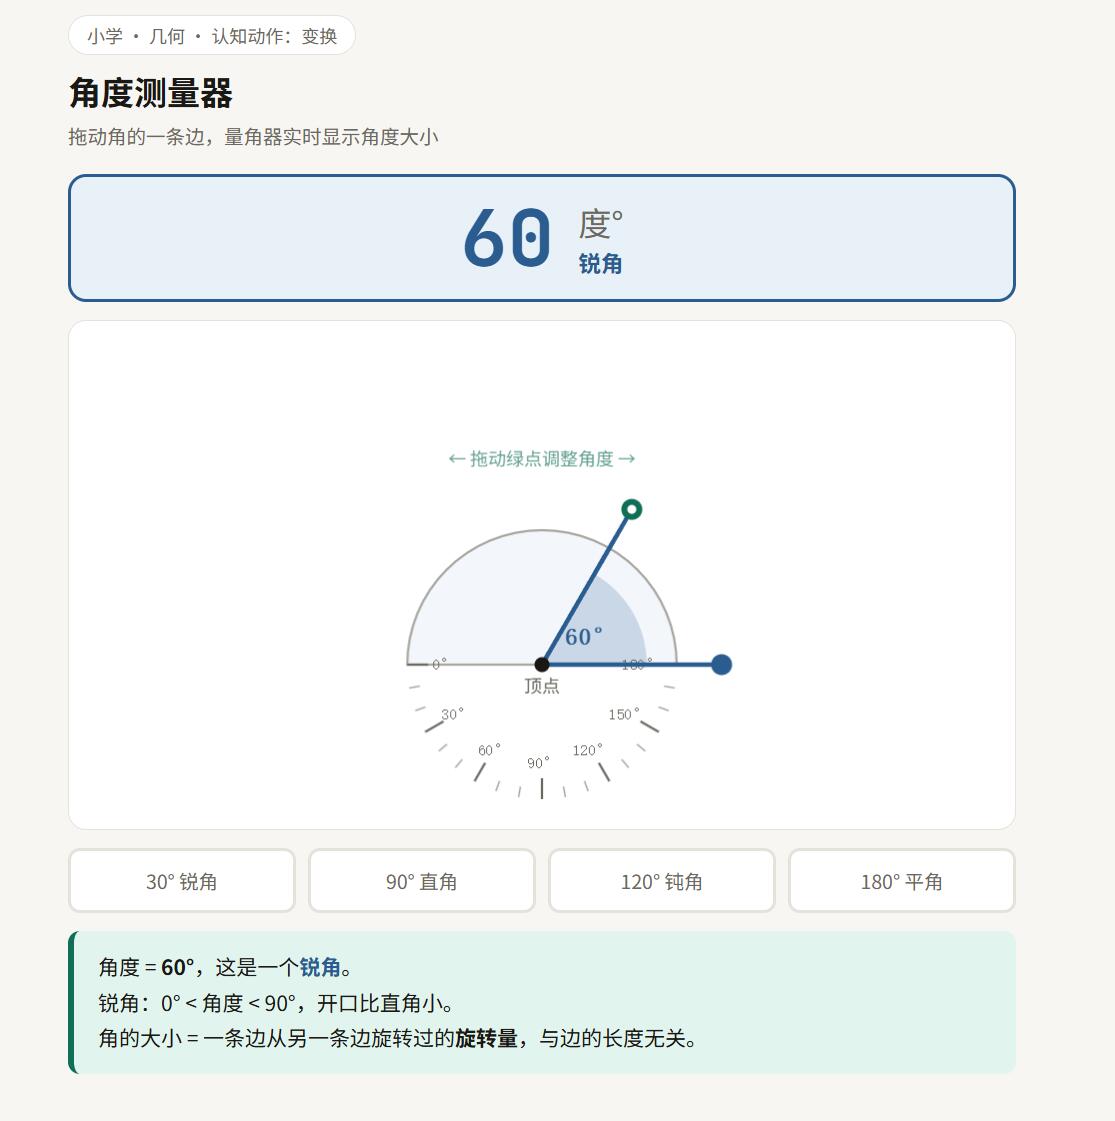 小学 · 几何 · 认知动作：变换
角度测量器
拖动角的一条边，量角器实时显示角度大小
60 度°
锐角
← 拖动绿点调整角度 →
60°
0° 180°
顶点
30° 150°
60° 120°
90°
30° 锐角 90° 直角 120° 钝角 180° 平角
角度 = 60°，这是一个锐角。
锐角：0° < 角度 < 90°，开口比直角小。
角的大小 = 一条边从另一条边旋转过的旋转量，与边的长度无关。